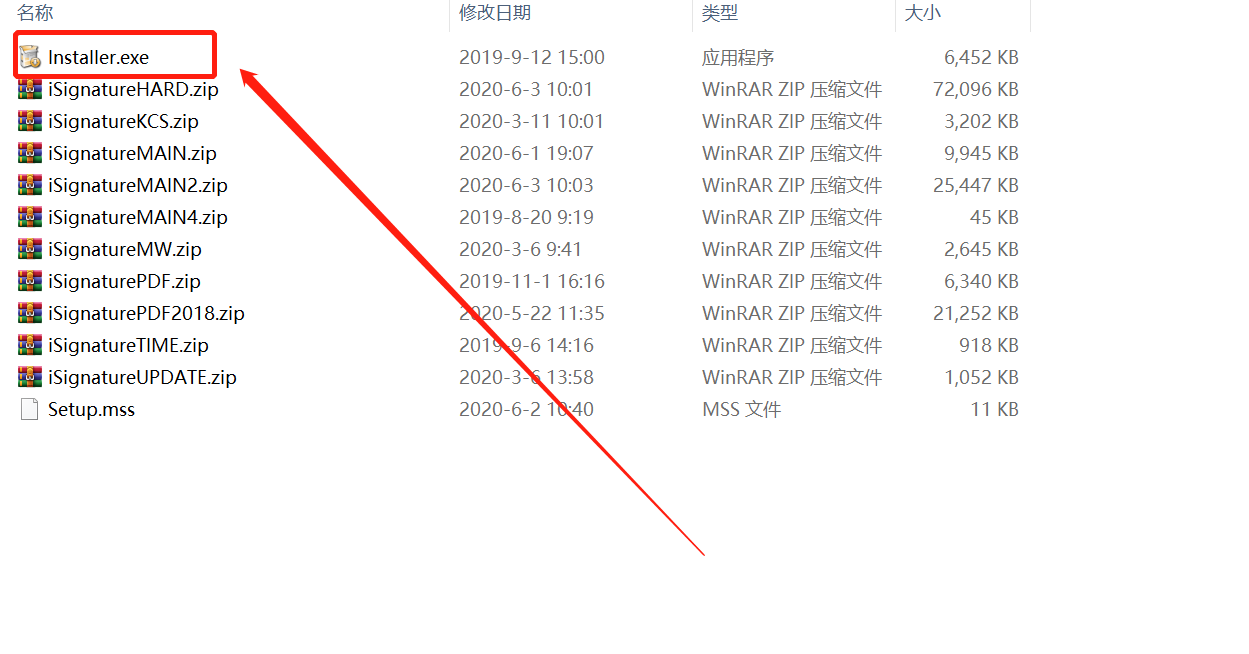 名称 修改日期 类型 大小
Installer.exe 2019-9-12 15:00 应用程序 6,452 KB
iSignatureHARD.zip 2020-6-3 10:01 WinRAR ZIP 压缩文件 72,096 KB
iSignatureKCS.zip 2020-3-11 10:01 WinRAR ZIP 压缩文件 3,202 KB
iSignatureMAIN.zip 2020-6-1 19:07 WinRAR ZIP 压缩文件 9,945 KB
iSignatureMAIN2.zip 2020-6-3 10:03 WinRAR ZIP 压缩文件 25,447 KB
iSignatureMAIN4.zip 2019-8-20 9:19 WinRAR ZIP 压缩文件 45 KB
iSignatureMW.zip 2020-3-6 9:41 WinRAR ZIP 压缩文件 2,645 KB
iSignaturePDF.zip 2019-11-1 16:16 WinRAR ZIP 压缩文件 6,340 KB
iSignaturePDF2018.zip 2020-5-22 11:35 WinRAR ZIP 压缩文件 21,252 KB
iSignatureTIME.zip 2019-9-6 14:16 WinRAR ZIP 压缩文件 918 KB
iSignatureUPDATE.zip 2020-3-6 13:58 WinRAR ZIP 压缩文件 1,052 KB
Setup.mss 2020-6-2 10:40 MSS 文件 11 KB